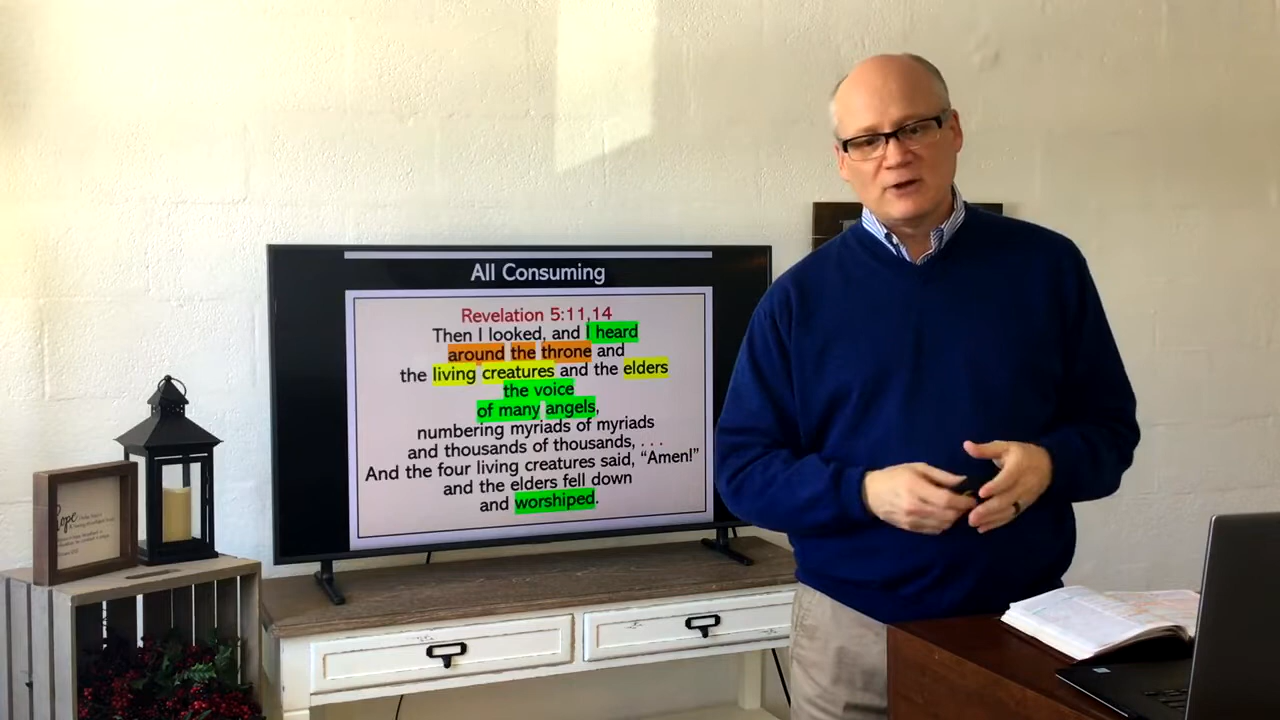 All Consuming
Revelation 5:11,14
Then I looked, and I heard
around the throne and
the living creatures and the elders
the voice
of many angels,
numbering myriads of myriads
and thousands of thousands, . . .
And the four living creatures said, “Amen!”
and the elders fell down
and worshiped.
hope